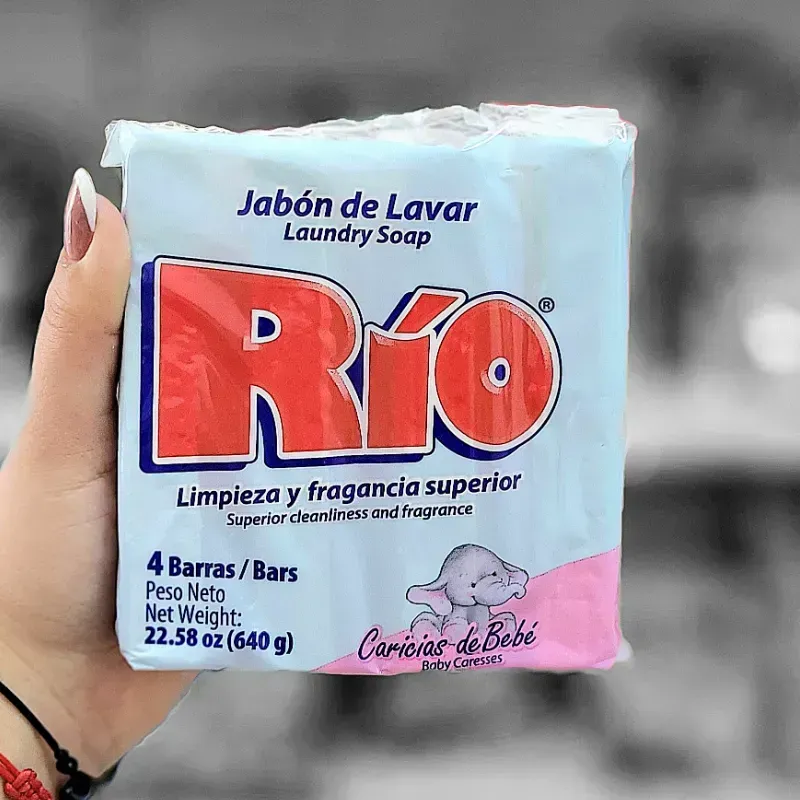 Jabón de Lavar
Laundry Soap
Río®
Limpieza y fragancia superior
Superior cleanliness and fragrance
4 Barras / Bars
Peso Neto
Net Weight:
22.58 oz (640 g)
Caricias de Bebé
Baby Caresses